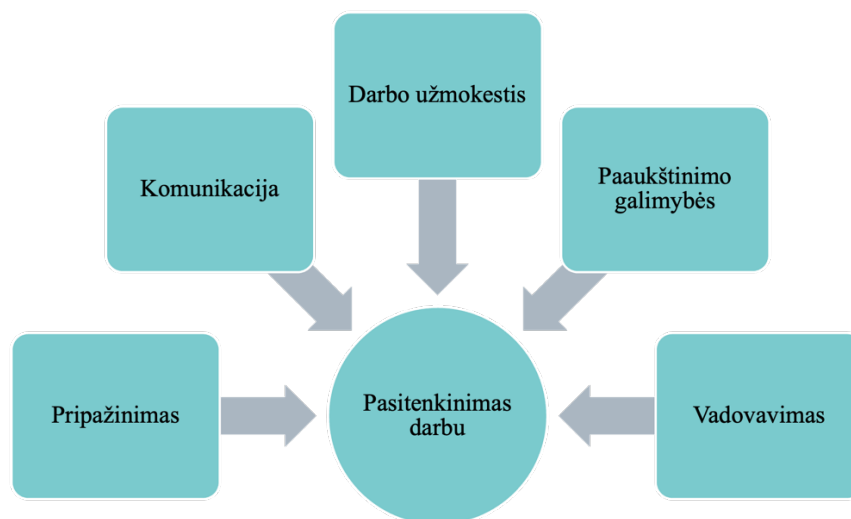 Darbo užmokestis
Komunikacija
Paaukštinimo
galimybės
Pripažinimas
Pasitenkinimas
darbu
Vadovavimas